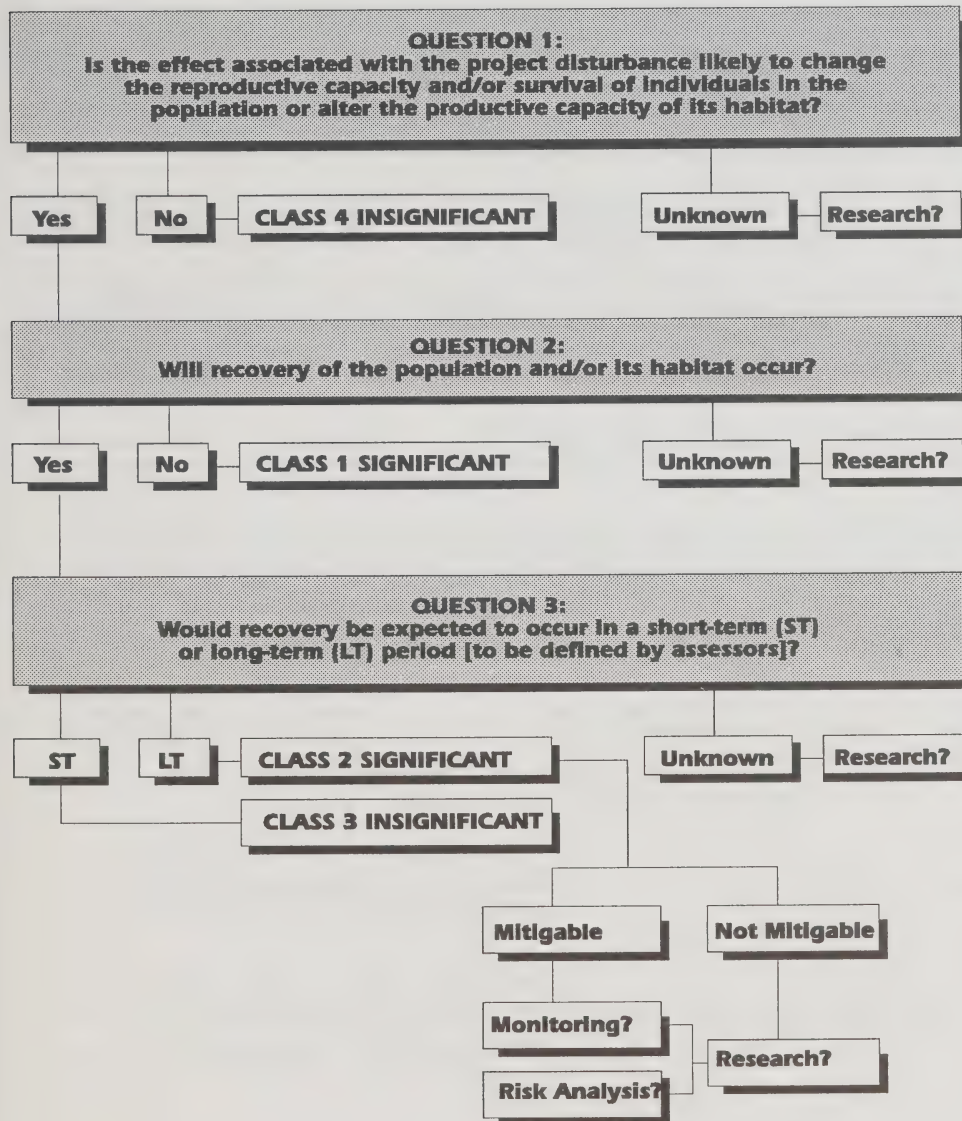 QUESTION 1:
Is the effect associated with the project disturbance likely to change
the reproductive capacity and/or survival of individuals in the
population or alter the productive capacity of its habitat?
Yes
No
CLASS 4 INSIGNIFICANT
Unknown
Research?
QUESTION 2:
Will recovery of the population and/or its habitat occur?
Yes
No
CLASS 1 SIGNIFICANT
Unknown
Research?
QUESTION 3:
Would recovery be expected to occur in a short-term (ST)
or long-term (LT) period [to be defined by assessors]?
ST
LT
CLASS 2 SIGNIFICANT
Unknown
Research?
CLASS 3 INSIGNIFICANT
Mitigable
Not Mitigable
Monitoring?
Research?
Risk Analysis?